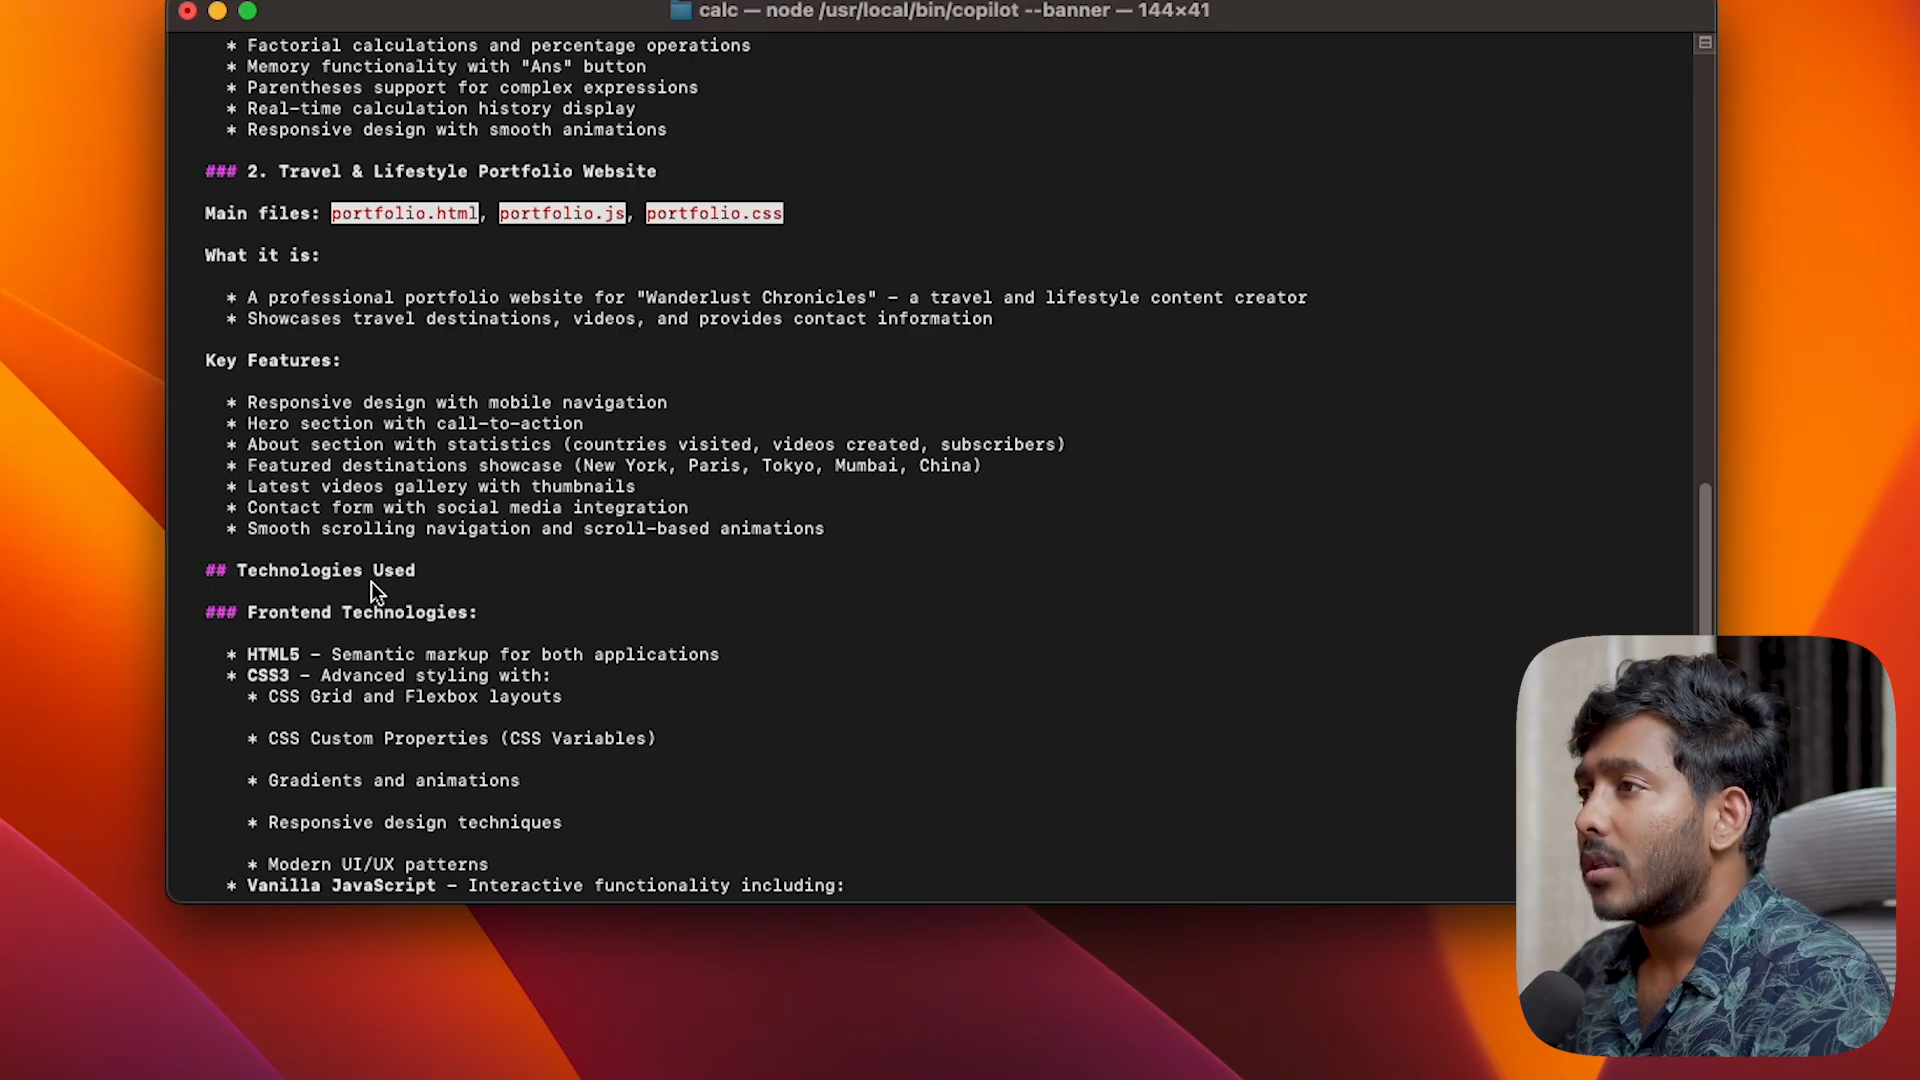 calc — node /usr/local/bin/copilot --banner — 144×41
* Factorial calculations and percentage operations
* Memory functionality with "Ans" button
* Parentheses support for complex expressions
* Real-time calculation history display
* Responsive design with smooth animations
### 2. Travel & Lifestyle Portfolio Website
Main files: portfolio.html, portfolio.js, portfolio.css
What it is:
* A professional portfolio website for "Wanderlust Chronicles" - a travel and lifestyle content creator
* Showcases travel destinations, videos, and provides contact information
Key Features:
* Responsive design with mobile navigation
* Hero section with call-to-action
* About section with statistics (countries visited, videos created, subscribers)
* Featured destinations showcase (New York, Paris, Tokyo, Mumbai, China)
* Latest videos gallery with thumbnails
* Contact form with social media integration
* Smooth scrolling navigation and scroll-based animations
## Technologies Used
### Frontend Technologies:
* HTML5 - Semantic markup for both applications
* CSS3 - Advanced styling with:
* CSS Grid and Flexbox layouts
* CSS Custom Properties (CSS Variables)
* Gradients and animations
* Responsive design techniques
* Modern UI/UX patterns
* Vanilla JavaScript - Interactive functionality including: